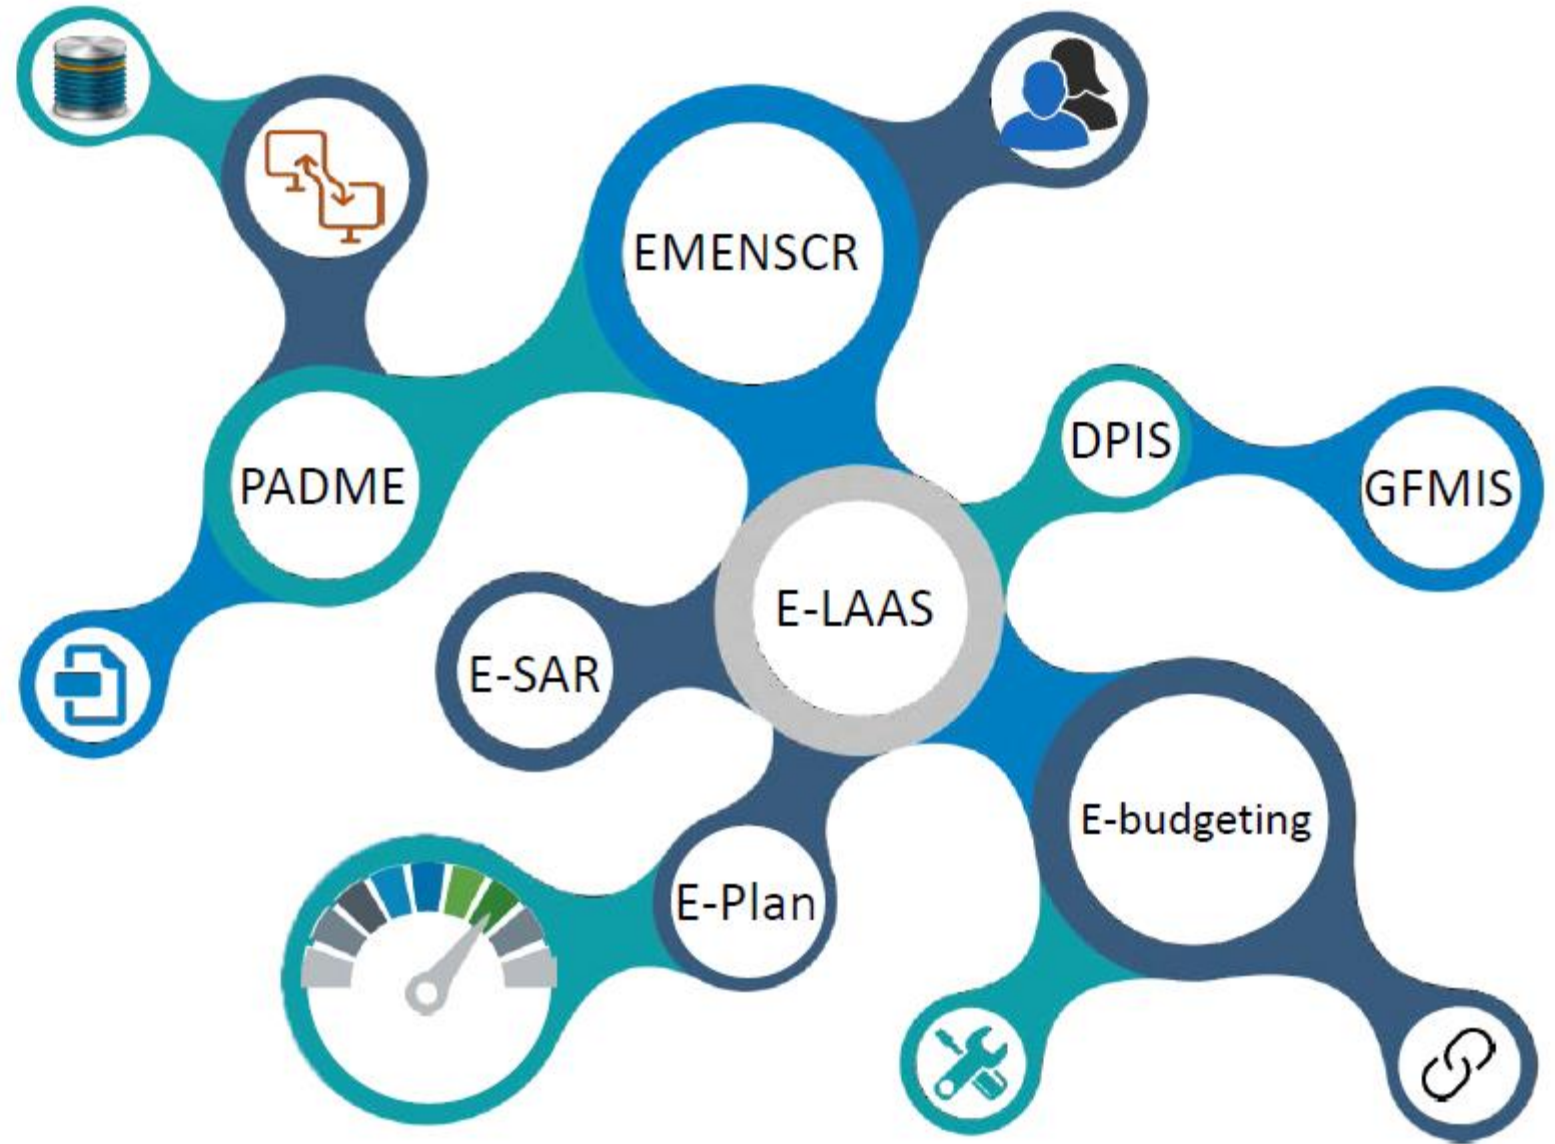 EMENSCR
DPIS
GFMIS
PADME
E-LAAS
E-SAR
E-budgeting
E-Plan